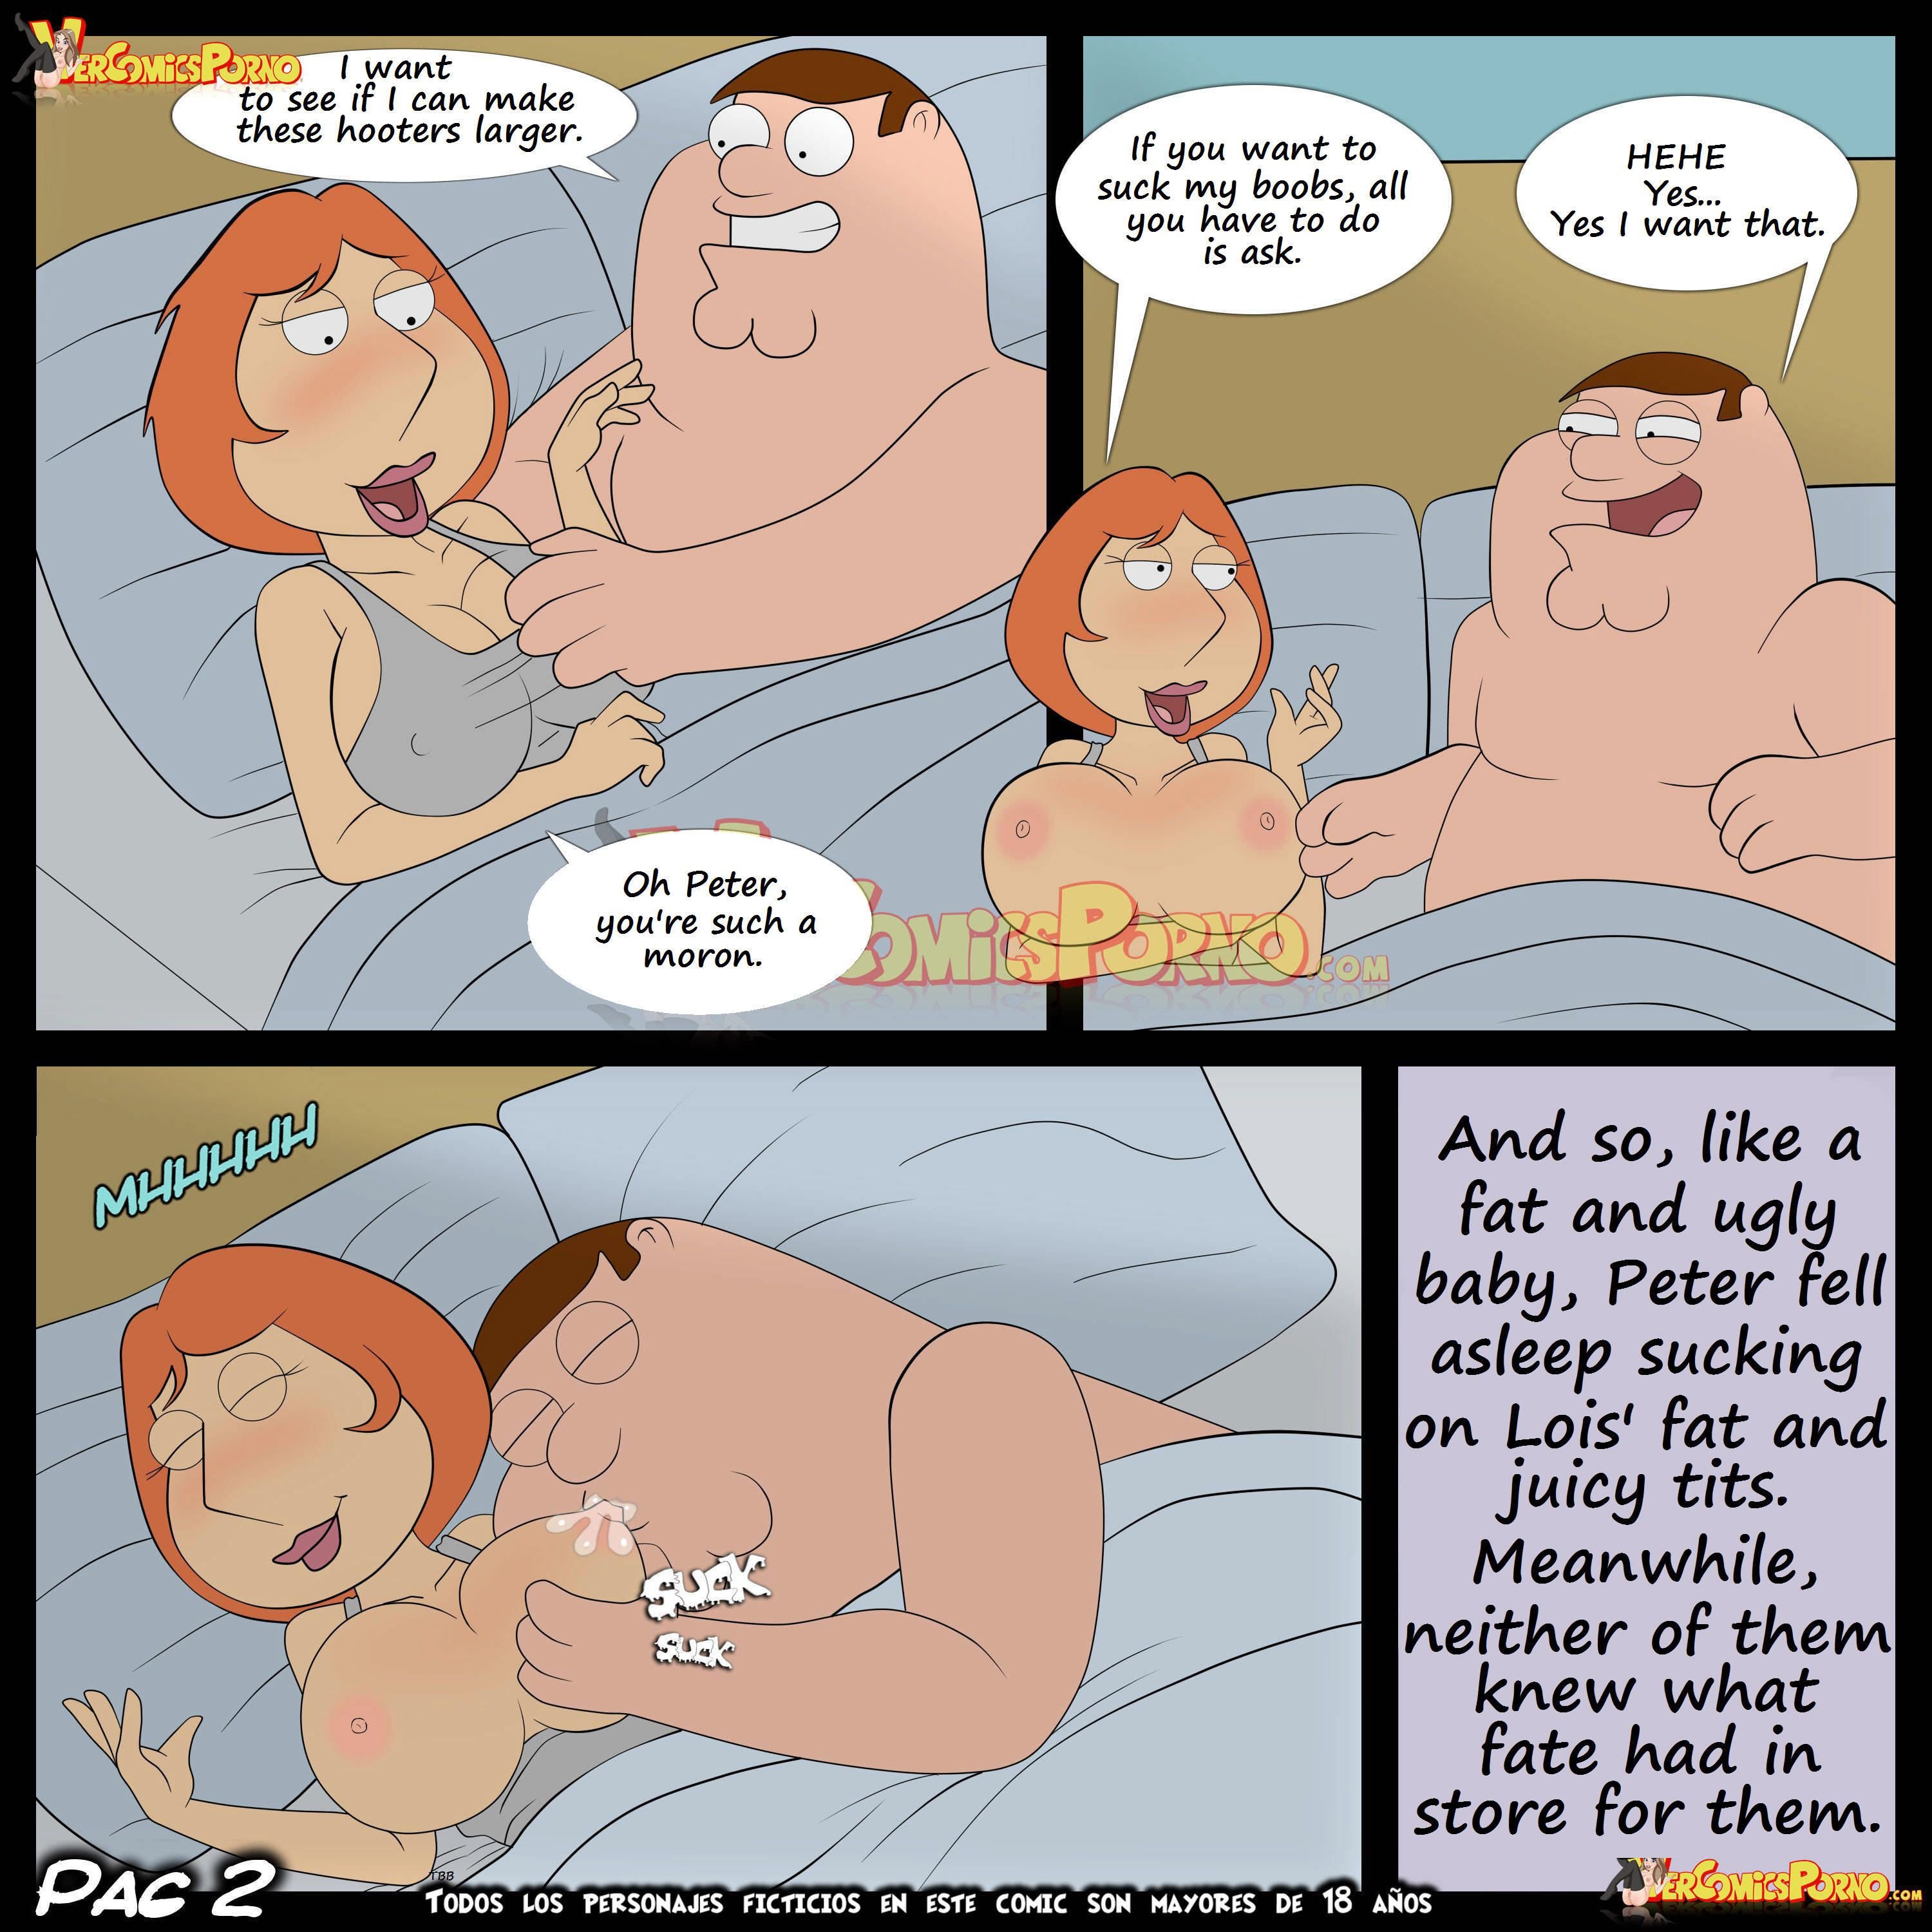 VERCOMICSPORNO
I want
to see if I can make
these hooters larger.
Oh Peter,
you're such a
moron.
If you want to
suck my boobs, all
you have to do
is ask.
HEHE
Yes...
Yes I want that.
COMICSPORNO.COM
MHHHHH
SUCK
SUCK
And so, like a
fat and ugly
baby, Peter fell
asleep sucking
on Lois' fat and
juicy tits.
Meanwhile,
neither of them
knew what
fate had in
store for them.
TBB
PAG 2
TODOS LOS PERSONAJES FICTICIOS EN ESTE COMIC SON MAYORES DE 18 AÑOS
VERCOMICSPORNO.COM